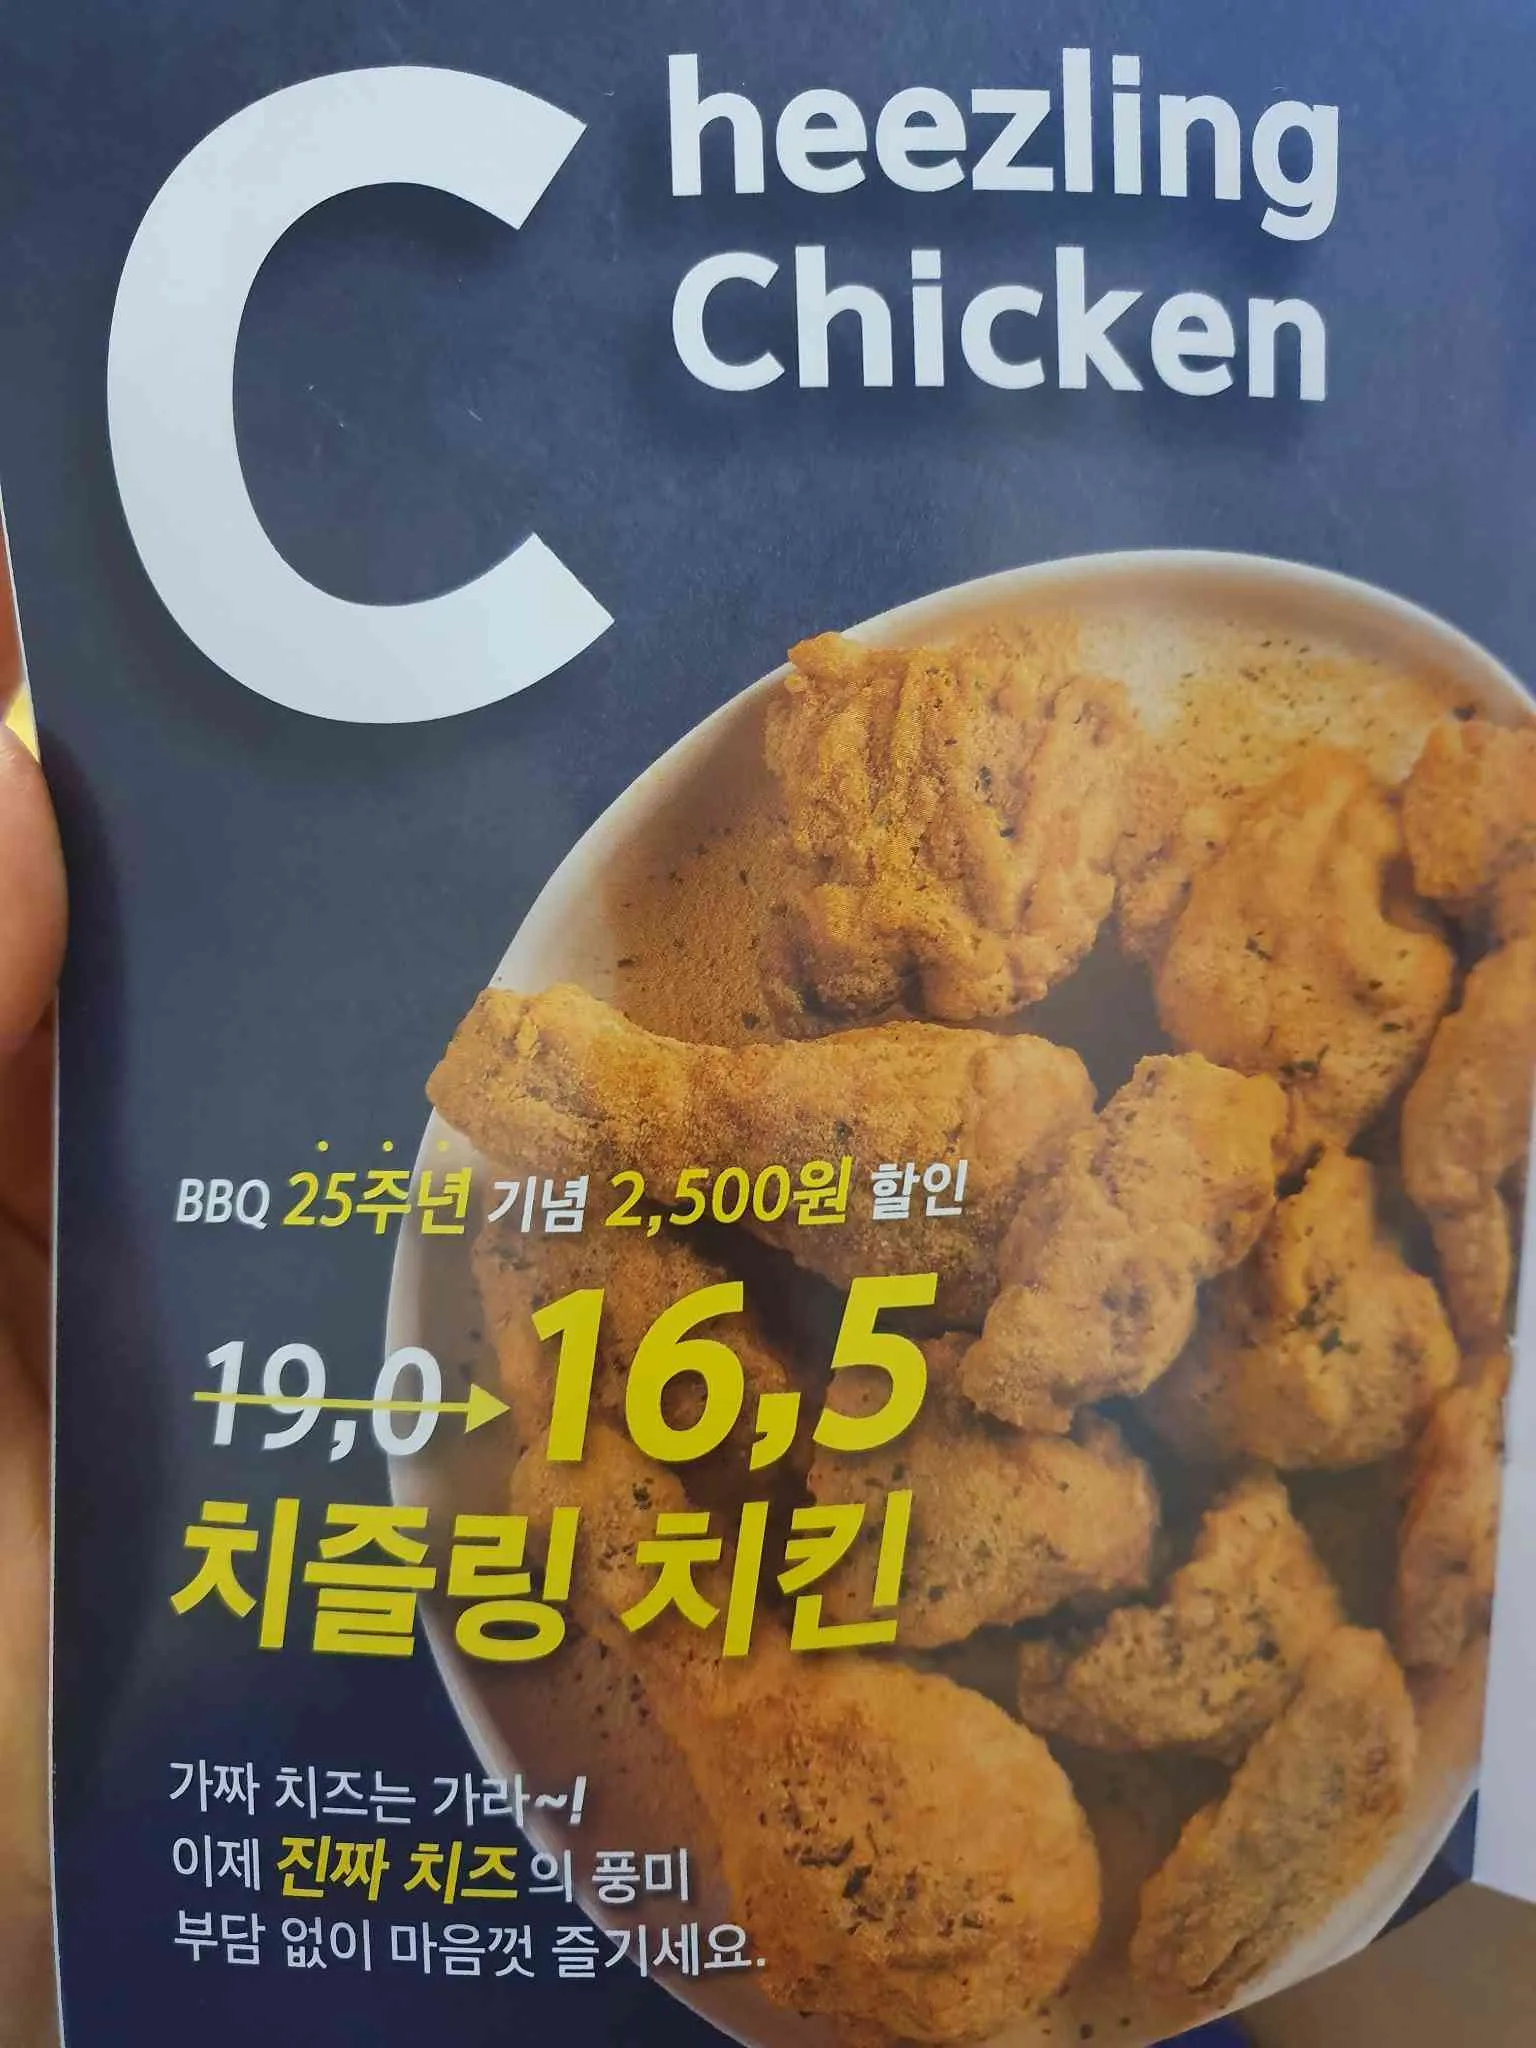 Cheezling
Chicken
BBQ 25주년 기념 2,500원 할인
19,0 16,5
치즐링 치킨
가짜 치즈는 가라~!
이제 진짜 치즈의 풍미
부담 없이 마음껏 즐기세요.